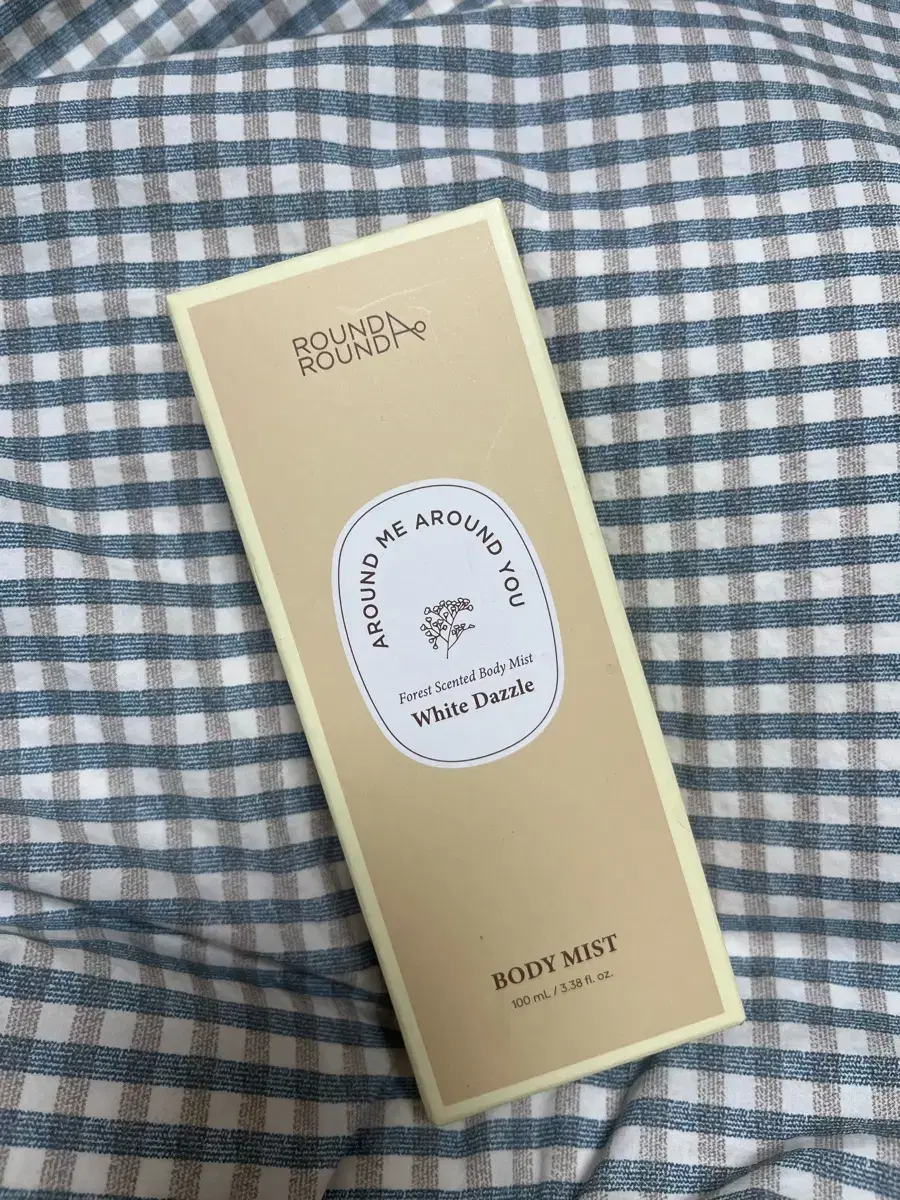 ROUND A
ROUND
AROUND ME AROUND YOU
Forest Scented Body Mist
White Dazzle
BODY MIST
100 mL / 3.38 fl. oz.